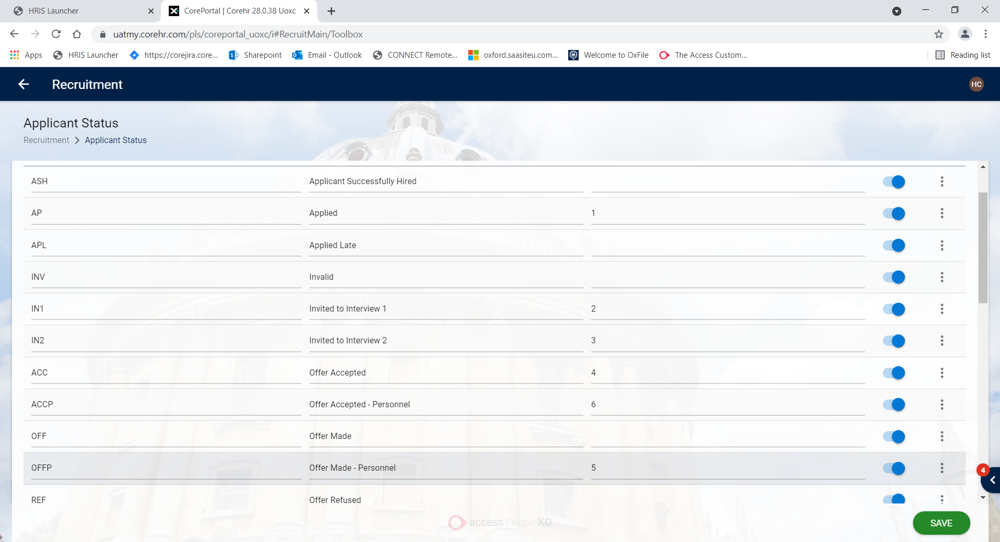 HRIS Launcher
CorePortal | Corehr 28.0.38 Uoxc
uatmy.corehr.com/pls/coreportal_uoxc/i#RecruitMain/Toolbox
Apps HRIS Launcher https://corejira.core... Sharepoint Email - Outlook CONNECT Remote... oxford.saasiteu.com... Welcome to OxFile The Access Custom... Reading list
Recruitment HC
Applicant Status
Recruitment > Applicant Status
ASH Applicant Successfully Hired
AP Applied 1
APL Applied Late
INV Invalid
IN1 Invited to Interview 1 2
IN2 Invited to Interview 2 3
ACC Offer Accepted 4
ACCP Offer Accepted - Personnel 6
OFF Offer Made
OFFP Offer Made - Personnel 5
4
REF Offer Refused
access PeopleXD
SAVE